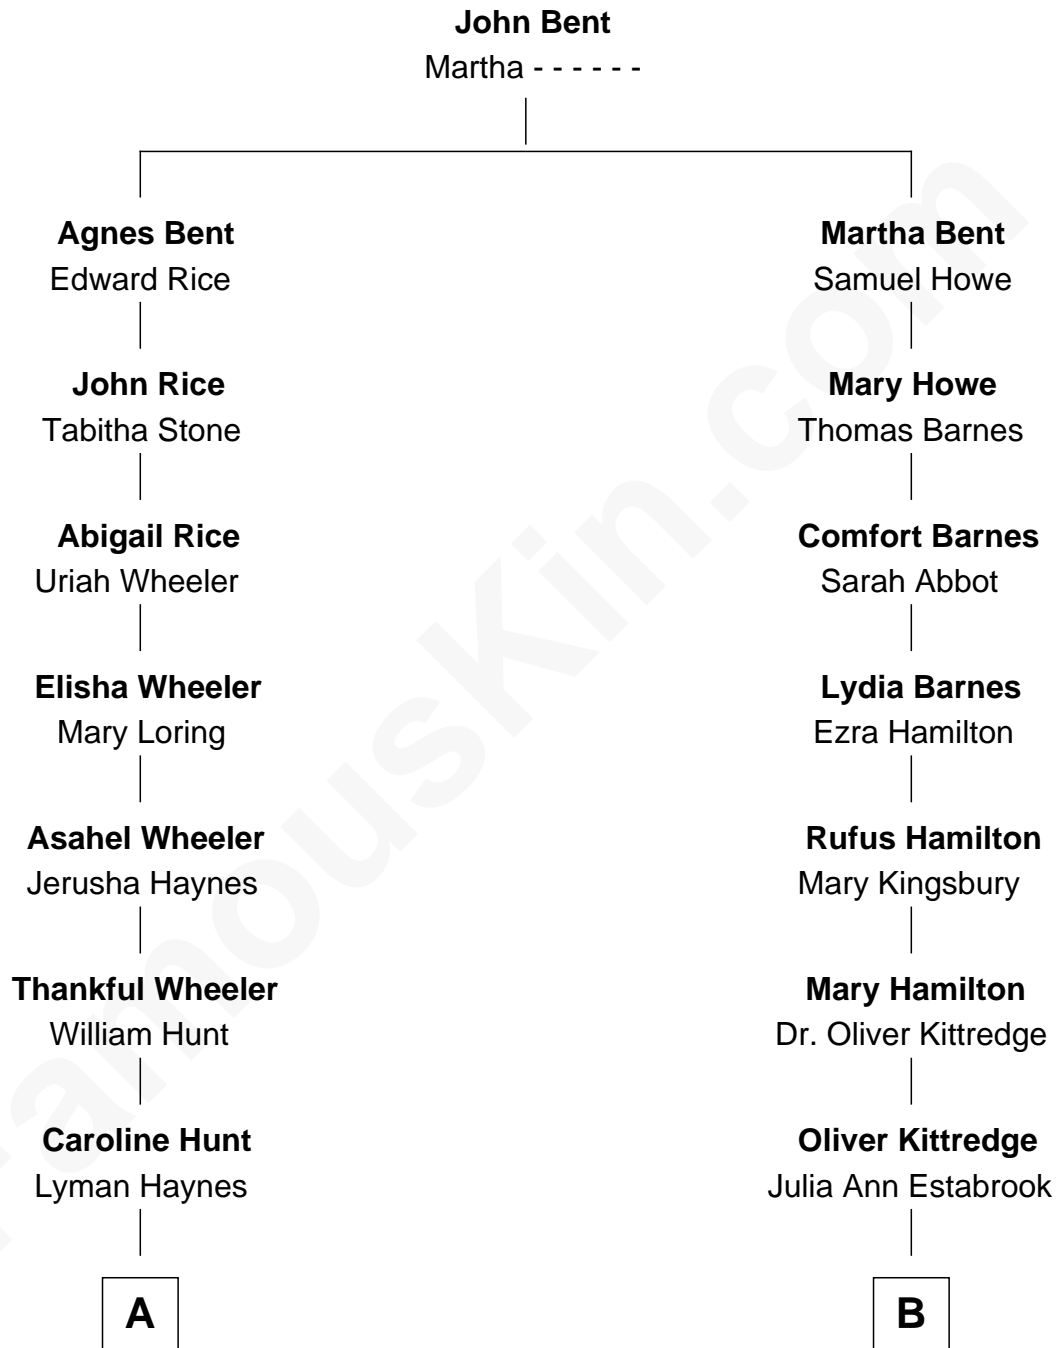 John Bent
Martha - - - - - -
Agnes Bent
Edward Rice
Martha Bent
Samuel Howe
John Rice
Tabitha Stone
Mary Howe
Thomas Barnes
Abigail Rice
Uriah Wheeler
Comfort Barnes
Sarah Abbot
Elisha Wheeler
Mary Loring
Lydia Barnes
Ezra Hamilton
Asahel Wheeler
Jerusha Haynes
Rufus Hamilton
Mary Kingsbury
Thankful Wheeler
William Hunt
Mary Hamilton
Dr. Oliver Kittredge
Caroline Hunt
Lyman Haynes
Oliver Kittredge
Julia Ann Estabrook
A
B
FamousKin.com